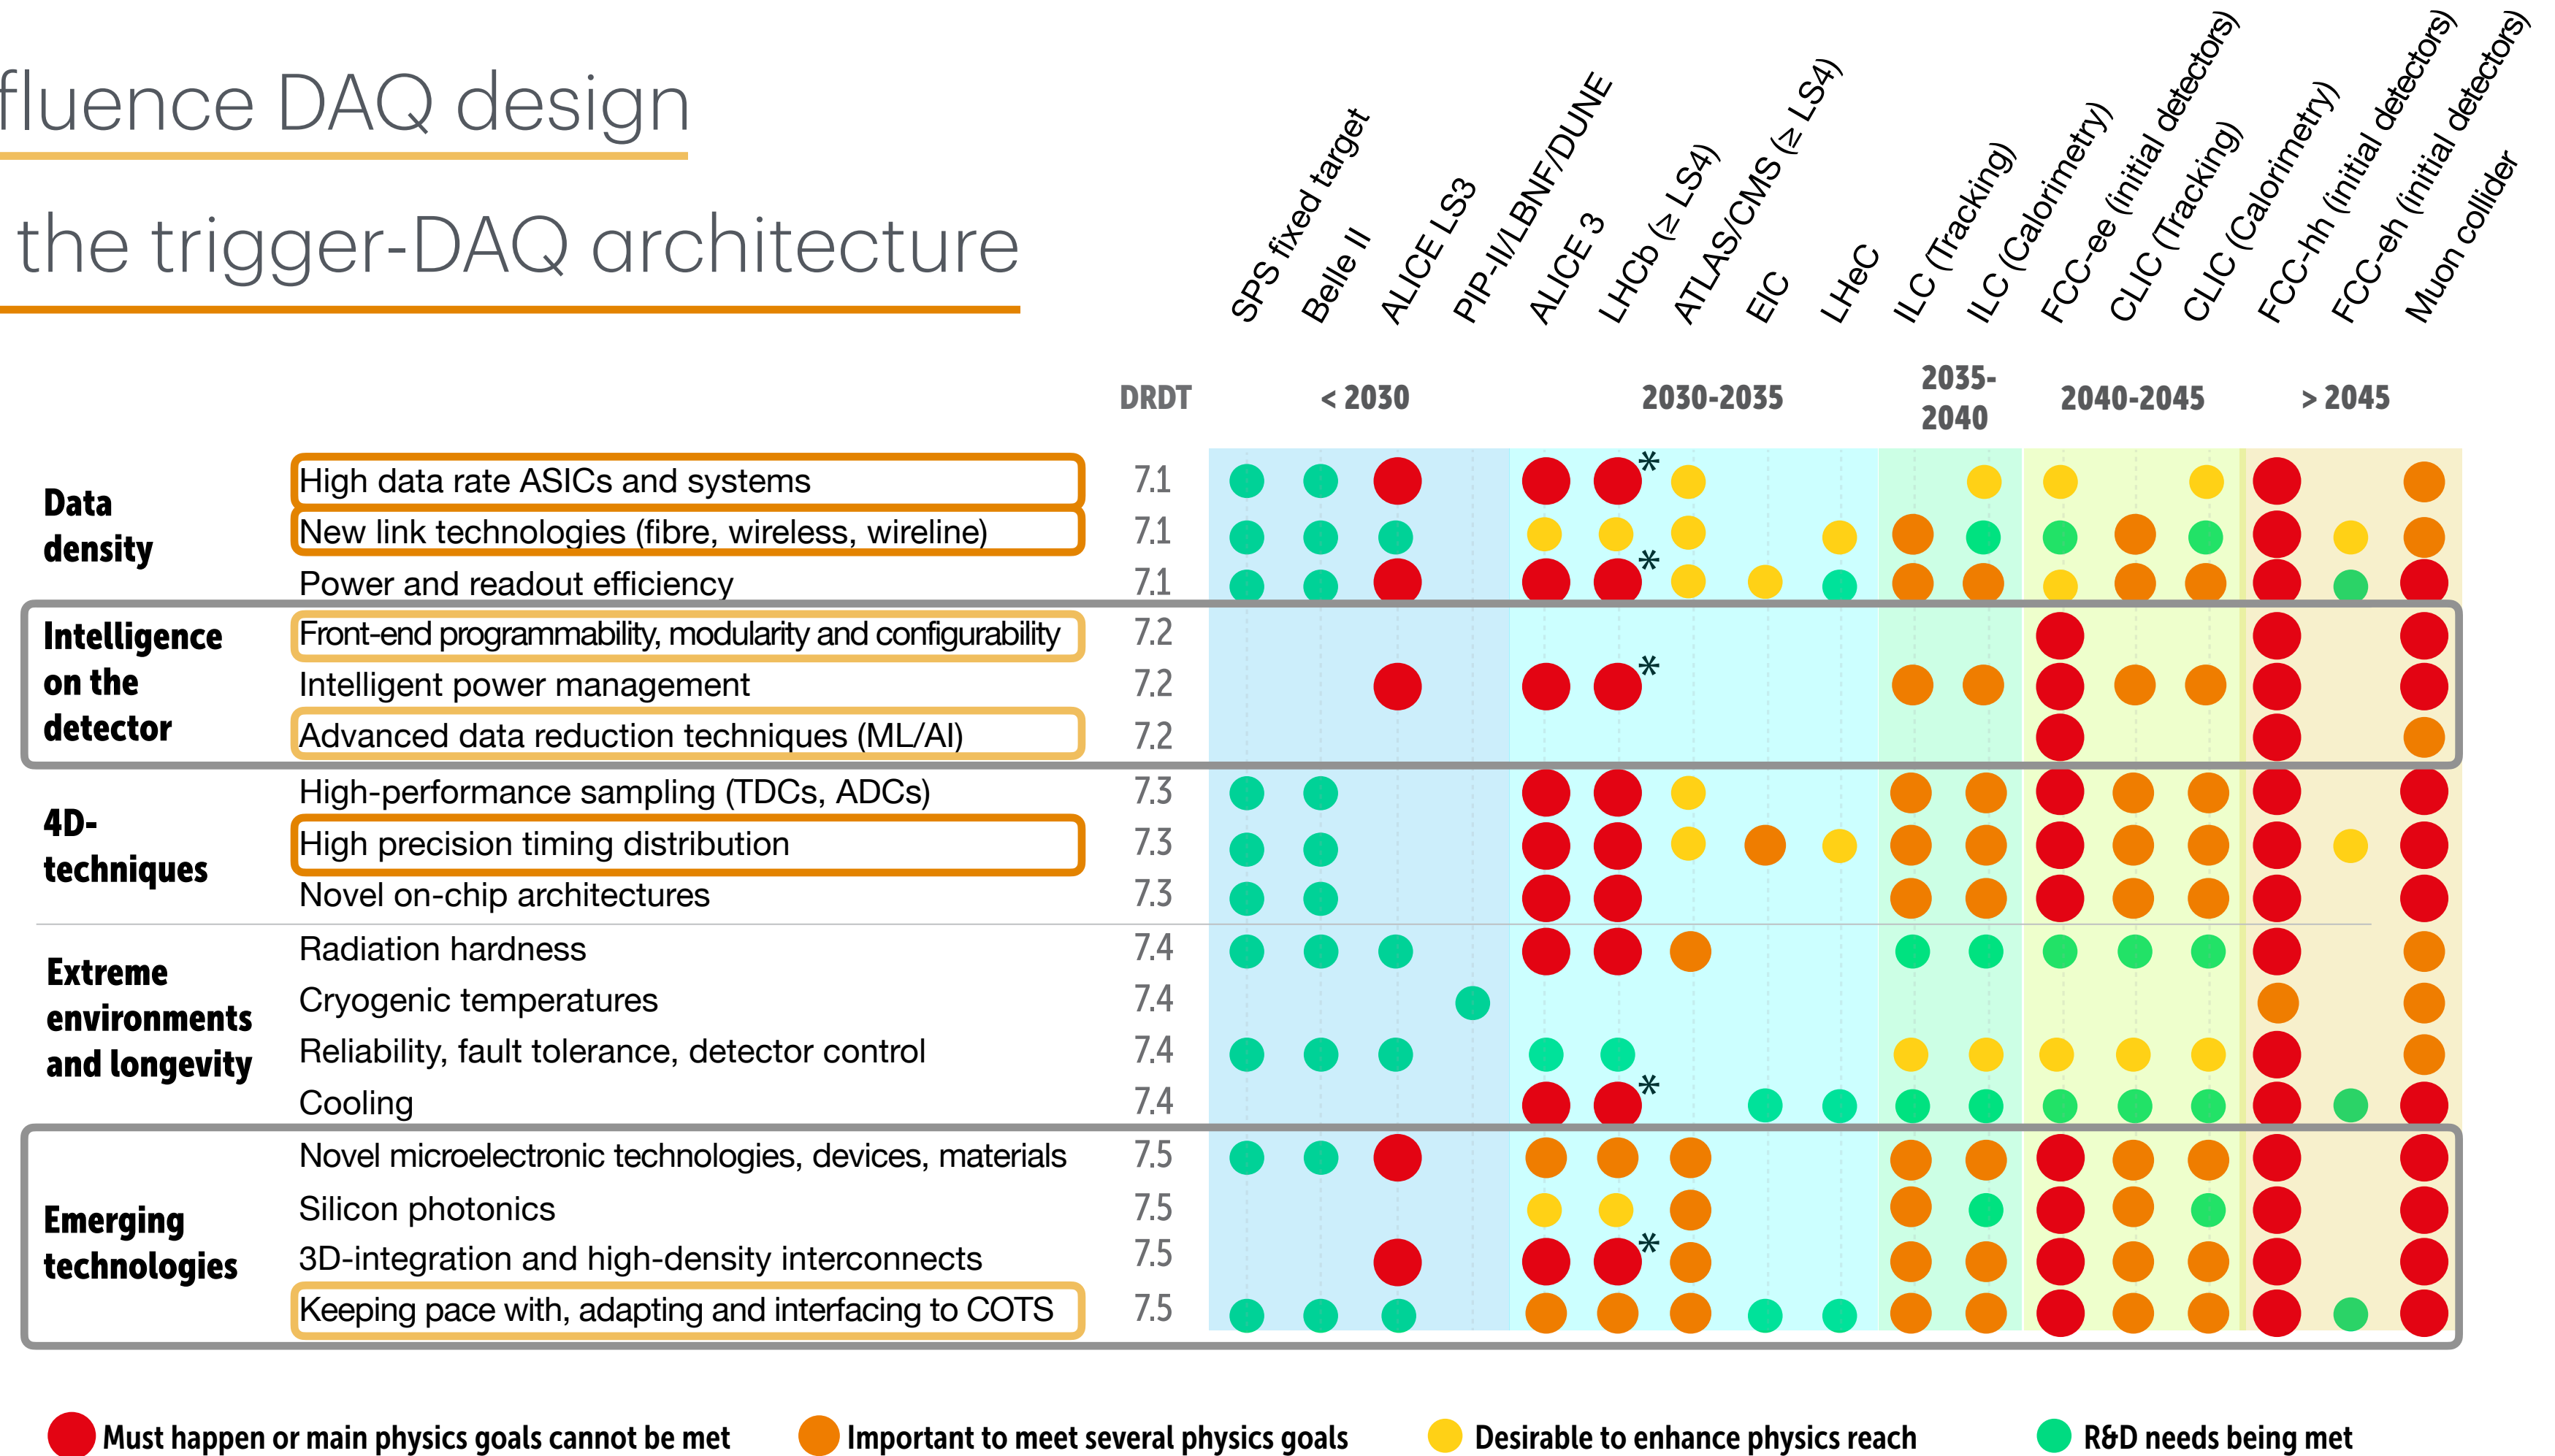 fluence DAQ design
the trigger-DAQ architecture
SPS fixed target
Belle II
ALICE LS3
PIP-II/LBNF/DUNE
ALICE 3
LHCb (≥ LS4)
ATLAS/CMS (≥ LS4)
EIC
LHeC
ILC (Tracking)
ILC (Calorimetry)
FCC-ee (initial detectors)
CLIC (Tracking)
CLIC (Calorimetry)
FCC-hh (initial detectors)
FCC-eh (initial detectors)
Muon collider
DRDT
< 2030
2030-2035
2035-
2040
2040-2045
> 2045
Data
density
High data rate ASICs and systems 7.1 *
New link technologies (fibre, wireless, wireline) 7.1
Power and readout efficiency 7.1 *
Intelligence
on the
detector
Front-end programmability, modularity and configurability 7.2
Intelligent power management 7.2 *
Advanced data reduction techniques (ML/AI) 7.2
4D-
techniques
High-performance sampling (TDCs, ADCs) 7.3
High precision timing distribution 7.3
Novel on-chip architectures 7.3
Extreme
environments
and longevity
Radiation hardness 7.4
Cryogenic temperatures 7.4
Reliability, fault tolerance, detector control 7.4
Cooling 7.4 *
Emerging
technologies
Novel microelectronic technologies, devices, materials 7.5
Silicon photonics 7.5
3D-integration and high-density interconnects 7.5 *
Keeping pace with, adapting and interfacing to COTS 7.5
Must happen or main physics goals cannot be met
Important to meet several physics goals
Desirable to enhance physics reach
R&D needs being met